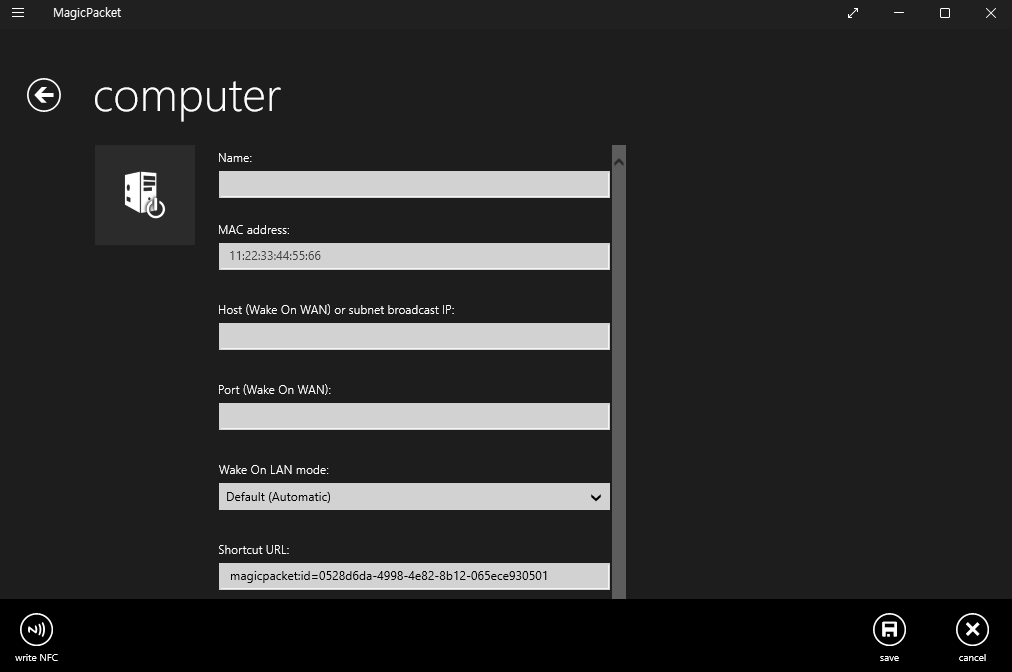 MagicPacket
computer
Name:
MAC address:
11:22:33:44:55:66
Host (Wake On WAN) or subnet broadcast IP:
Port (Wake On WAN):
Wake On LAN mode:
Default (Automatic)
Shortcut URL:
magicpacket:id=0528d6da-4998-4e82-8b12-065ece930501
write NFC
save
cancel